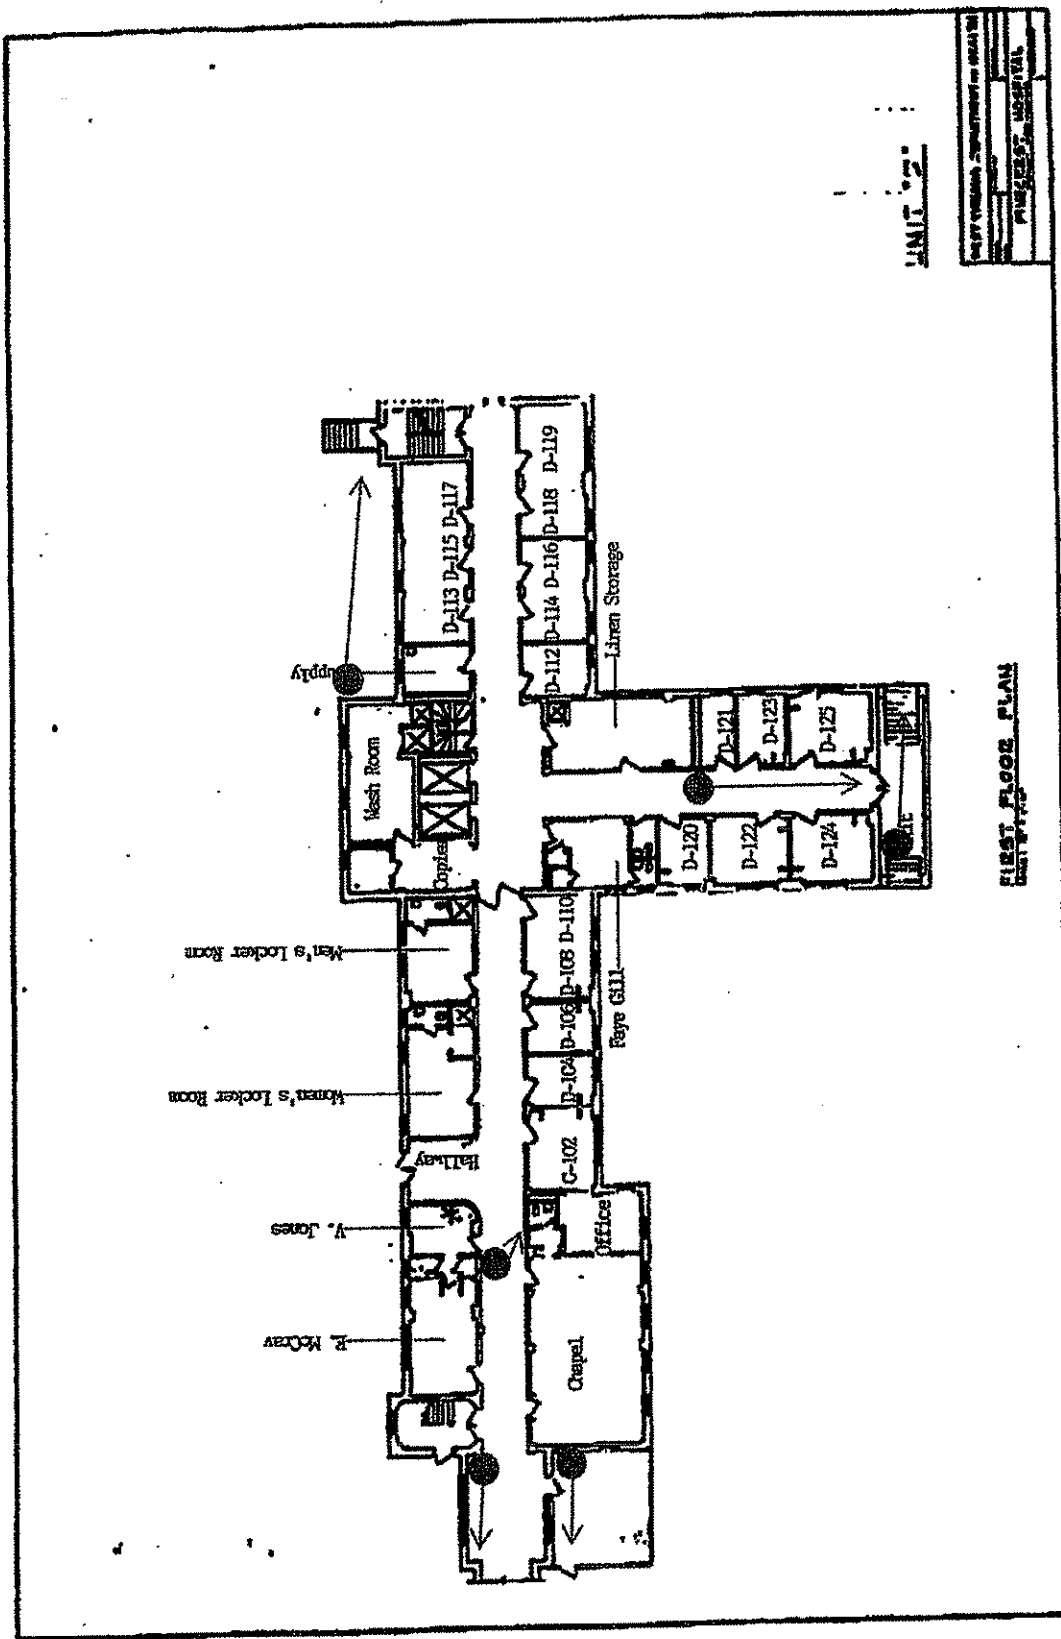 PINECREST HOSPITAL
UNIT "D"
FIRST FLOOR PLAN
D-113 D-115 D-117
D-112 D-114 D-116 D-118 D-119
Linen Storage
Wash Room
Copier
D-121
D-123
D-125
D-120
D-122
D-124
Faye Gill
Men's Locker Room
Women's Locker Room
Hallway
V. Jones
E. McCray
C-102
D-104
D-106
D-108 D-110
Office
Chapel